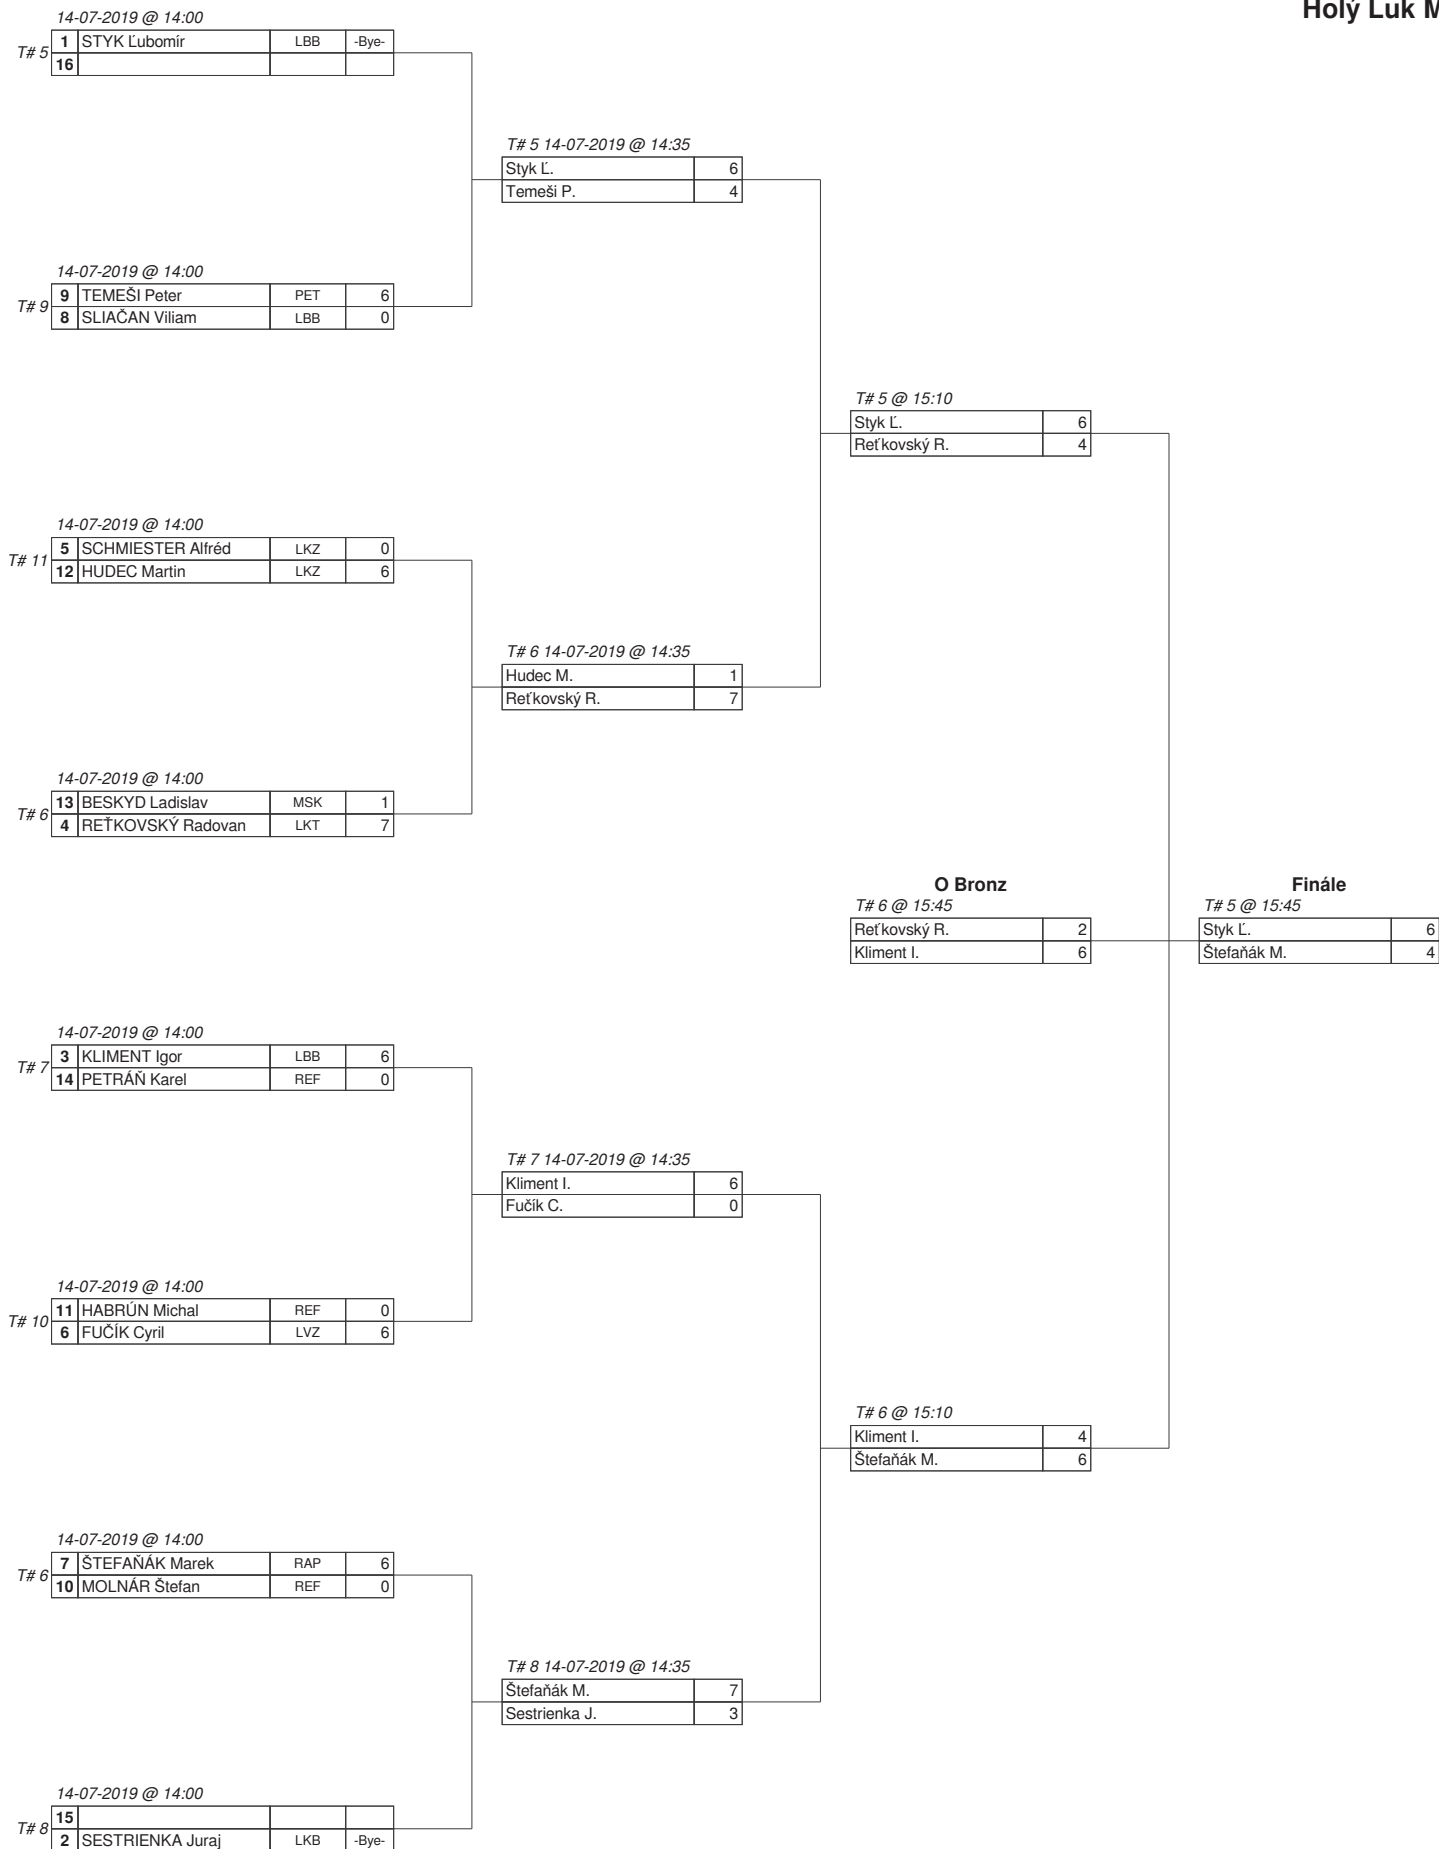 Holý Luk M
14-07-2019 @ 14:00
T# 5
1 STYK Ľubomír LBB -Bye-
16
T# 5 14-07-2019 @ 14:35
Styk Ľ. 6
Temeši P. 4
14-07-2019 @ 14:00
T# 9
9 TEMEŠI Peter PET 6
8 SLIAČAN Viliam LBB 0
T# 5 @ 15:10
Styk Ľ. 6
Reťkovský R. 4
14-07-2019 @ 14:00
T# 11
5 SCHMIESTER Alfréd LKZ 0
12 HUDEC Martin LKZ 6
T# 6 14-07-2019 @ 14:35
Hudec M. 1
Reťkovský R. 7
14-07-2019 @ 14:00
T# 6
13 BESKYD Ladislav MSK 1
4 REŤKOVSKÝ Radovan LKT 7
O Bronz
T# 6 @ 15:45
Reťkovský R. 2
Kliment I. 6
Finále
T# 5 @ 15:45
Styk Ľ. 6
Štefaňák M. 4
14-07-2019 @ 14:00
T# 7
3 KLIMENT Igor LBB 6
14 PETRÁŇ Karel REF 0
T# 7 14-07-2019 @ 14:35
Kliment I. 6
Fučík C. 0
14-07-2019 @ 14:00
T# 10
11 HABRÚN Michal REF 0
6 FUČÍK Cyril LVZ 6
T# 6 @ 15:10
Kliment I. 4
Štefaňák M. 6
14-07-2019 @ 14:00
T# 6
7 ŠTEFAŇÁK Marek RAP 6
10 MOLNÁR Štefan REF 0
T# 8 14-07-2019 @ 14:35
Štefaňák M. 7
Sestrienka J. 3
14-07-2019 @ 14:00
T# 8
15
2 SESTRIENKA Juraj LKB -Bye-